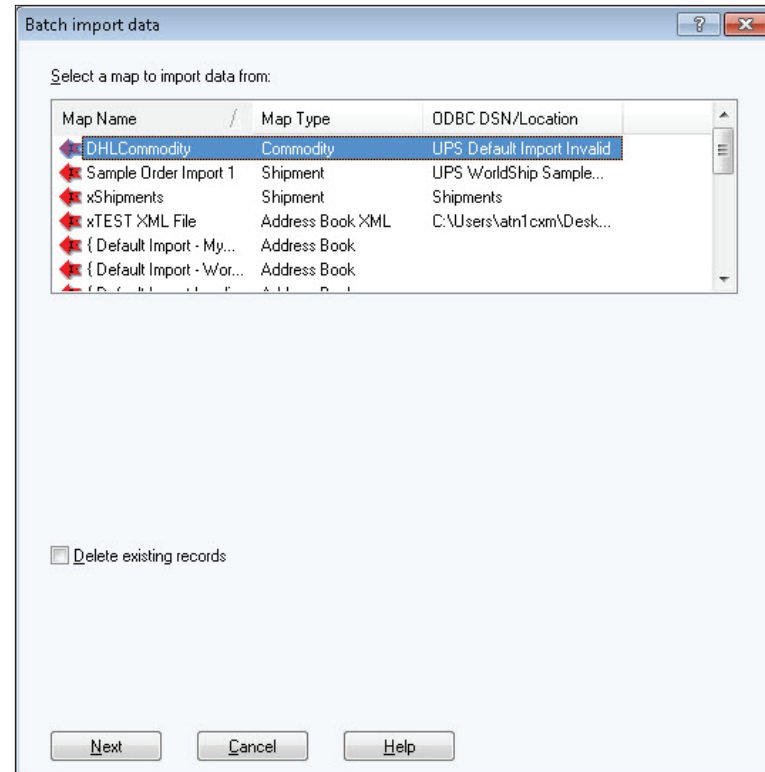 Batch import data
Select a map to import data from:
Map Name / Map Type ODBC DSN/Location
DHLCommodity Commodity UPS Default Import Invalid
Sample Order Import 1 Shipment UPS WorldShip Sample...
xShipments Shipment Shipments
xTEST XML File Address Book XML C:\Users\atn1cxm\Desk...
{ Default Import - My... Address Book
{ Default Import - Wor... Address Book
Delete existing records
Next Cancel Help